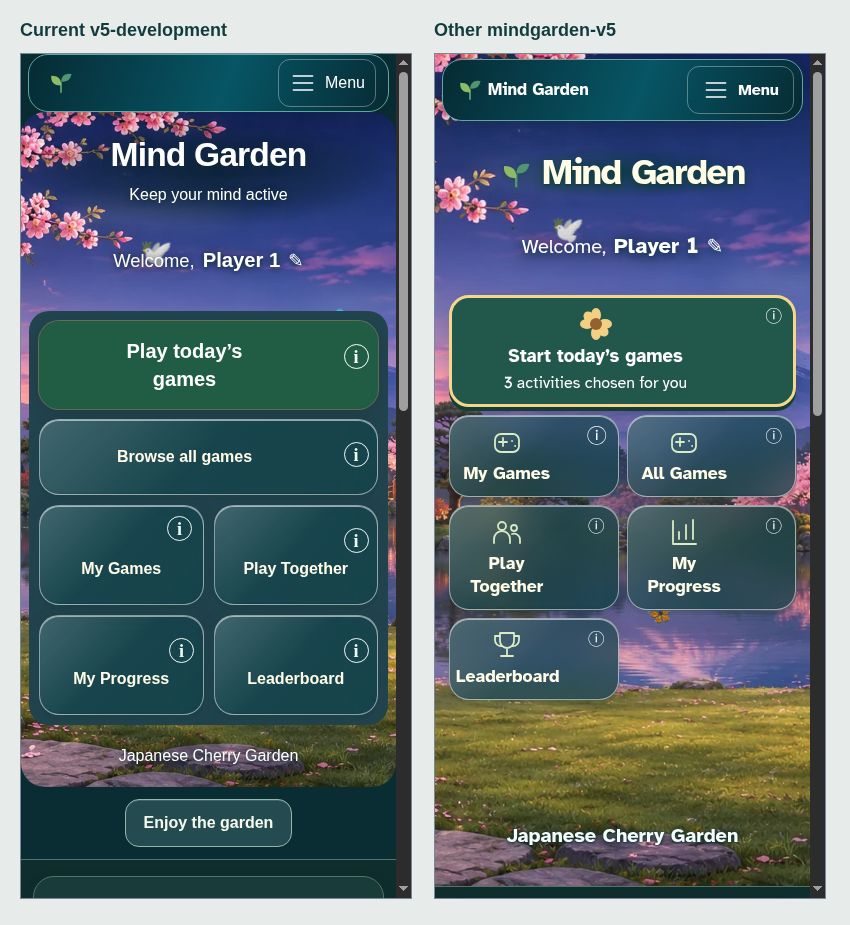 Current v5-development
Menu
Mind Garden
Keep your mind active
Welcome, Player 1 ✎
Play today’s
games
i
Browse all games
i
i
My Games
i
Play Together
i
My Progress
i
Leaderboard
Japanese Cherry Garden
Enjoy the garden
Other mindgarden-v5
Mind Garden
Menu
Mind Garden
Welcome, Player 1 ✎
i
Start today’s games
3 activities chosen for you
i
My Games
i
All Games
i
Play
Together
i
My
Progress
i
Leaderboard
Japanese Cherry Garden